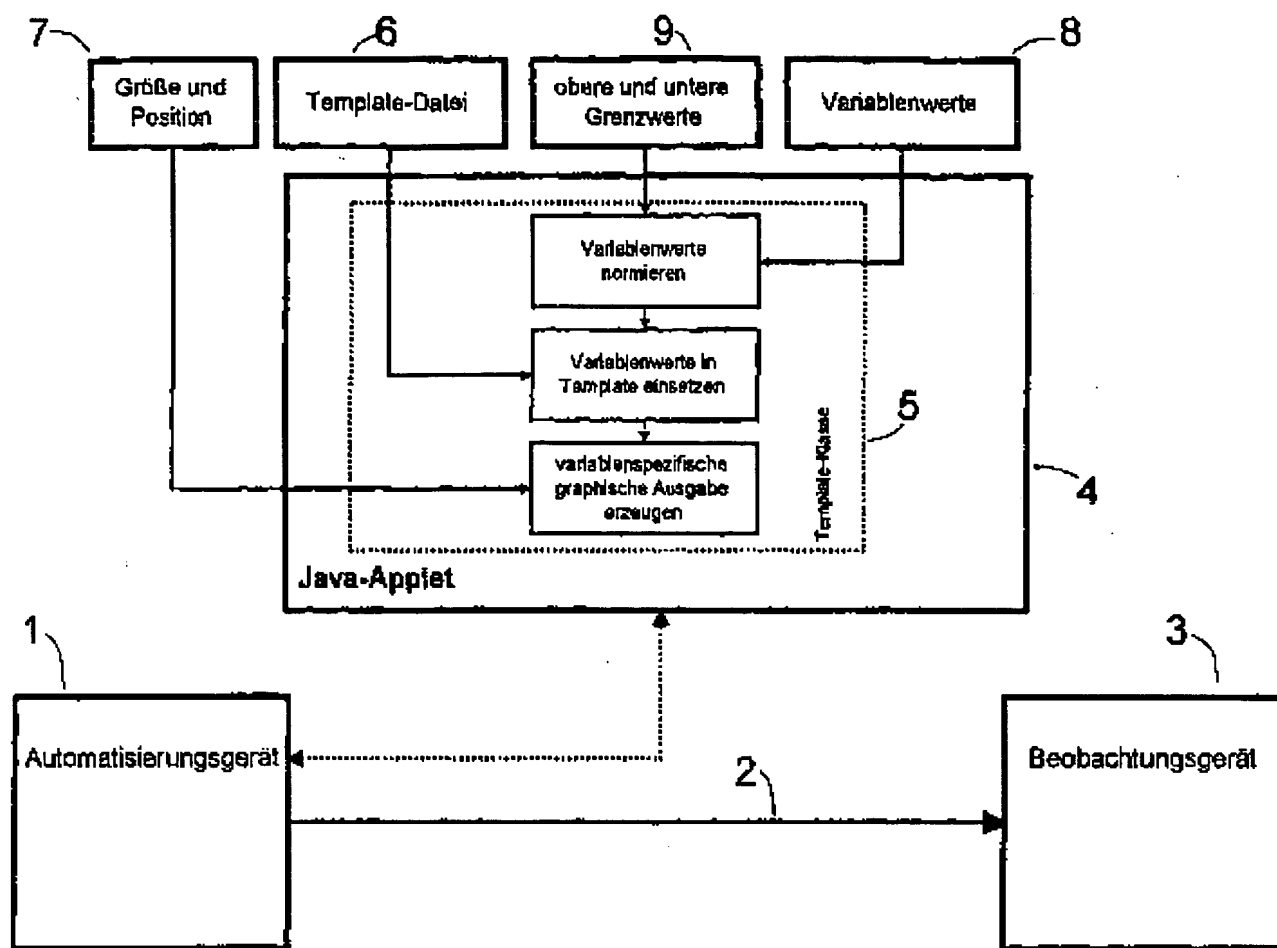 7
6
9
8
Größe und
Position
Template-Datei
obere und untere
Grenzwerte
Variablenwerte
Variablenwerte
normieren
Variablenwerte in
Template einsetzen
variablenspezifische
graphische Ausgabe
erzeugen
Template-Klasse
5
4
Java-Applet
1
3
Automatisierungsgerät
2
Beobachtungsgerät